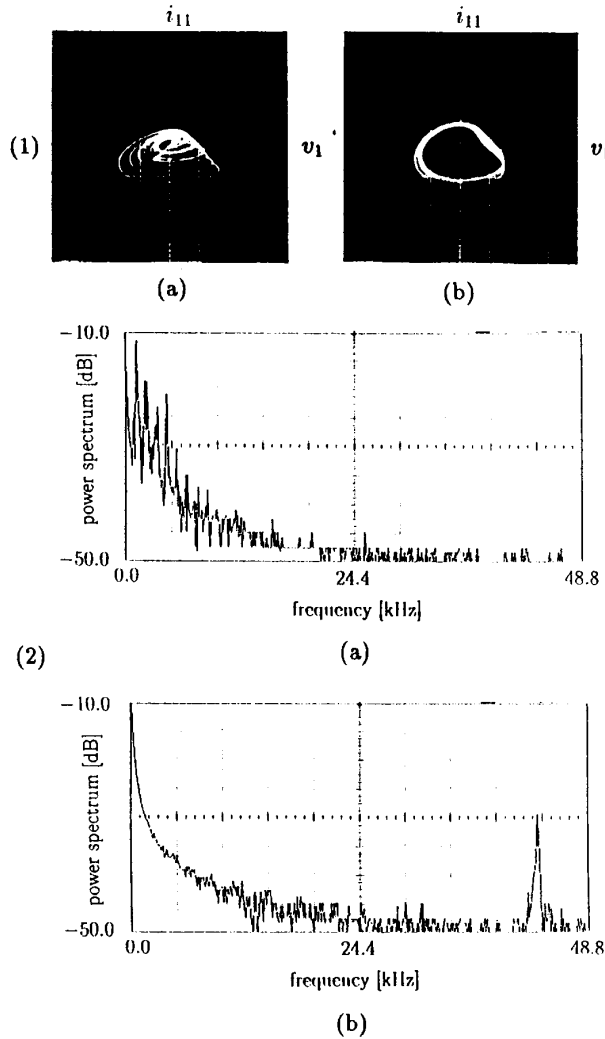 i₁₁ i₁₁
(1) v₁ v
(a) (b)
−10.0
power spectrum [dB]
−50.0
0.0 24.4 48.8
frequency [kHz]
(2) (a)
−10.0
power spectrum [dB]
−50.0
0.0 24.4 48.8
frequency [kHz]
(b)